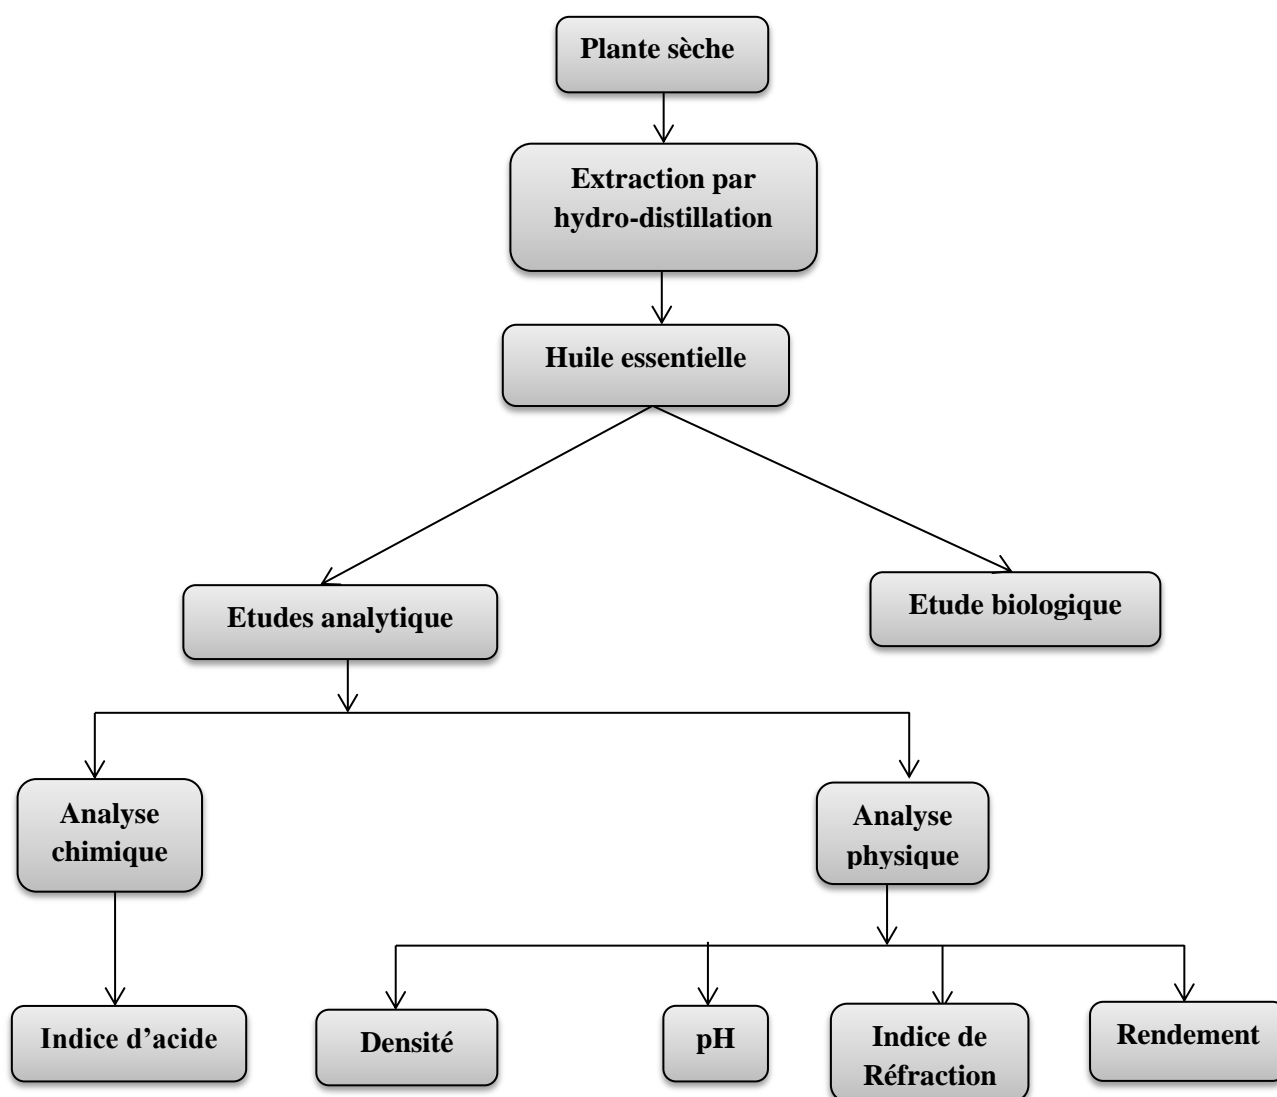 Plante sèche
Extraction par
hydro-distillation
Huile essentielle
Etudes analytique
Etude biologique
Analyse
chimique
Analyse
physique
Indice d’acide
Densité
pH
Indice de
Réfraction
Rendement